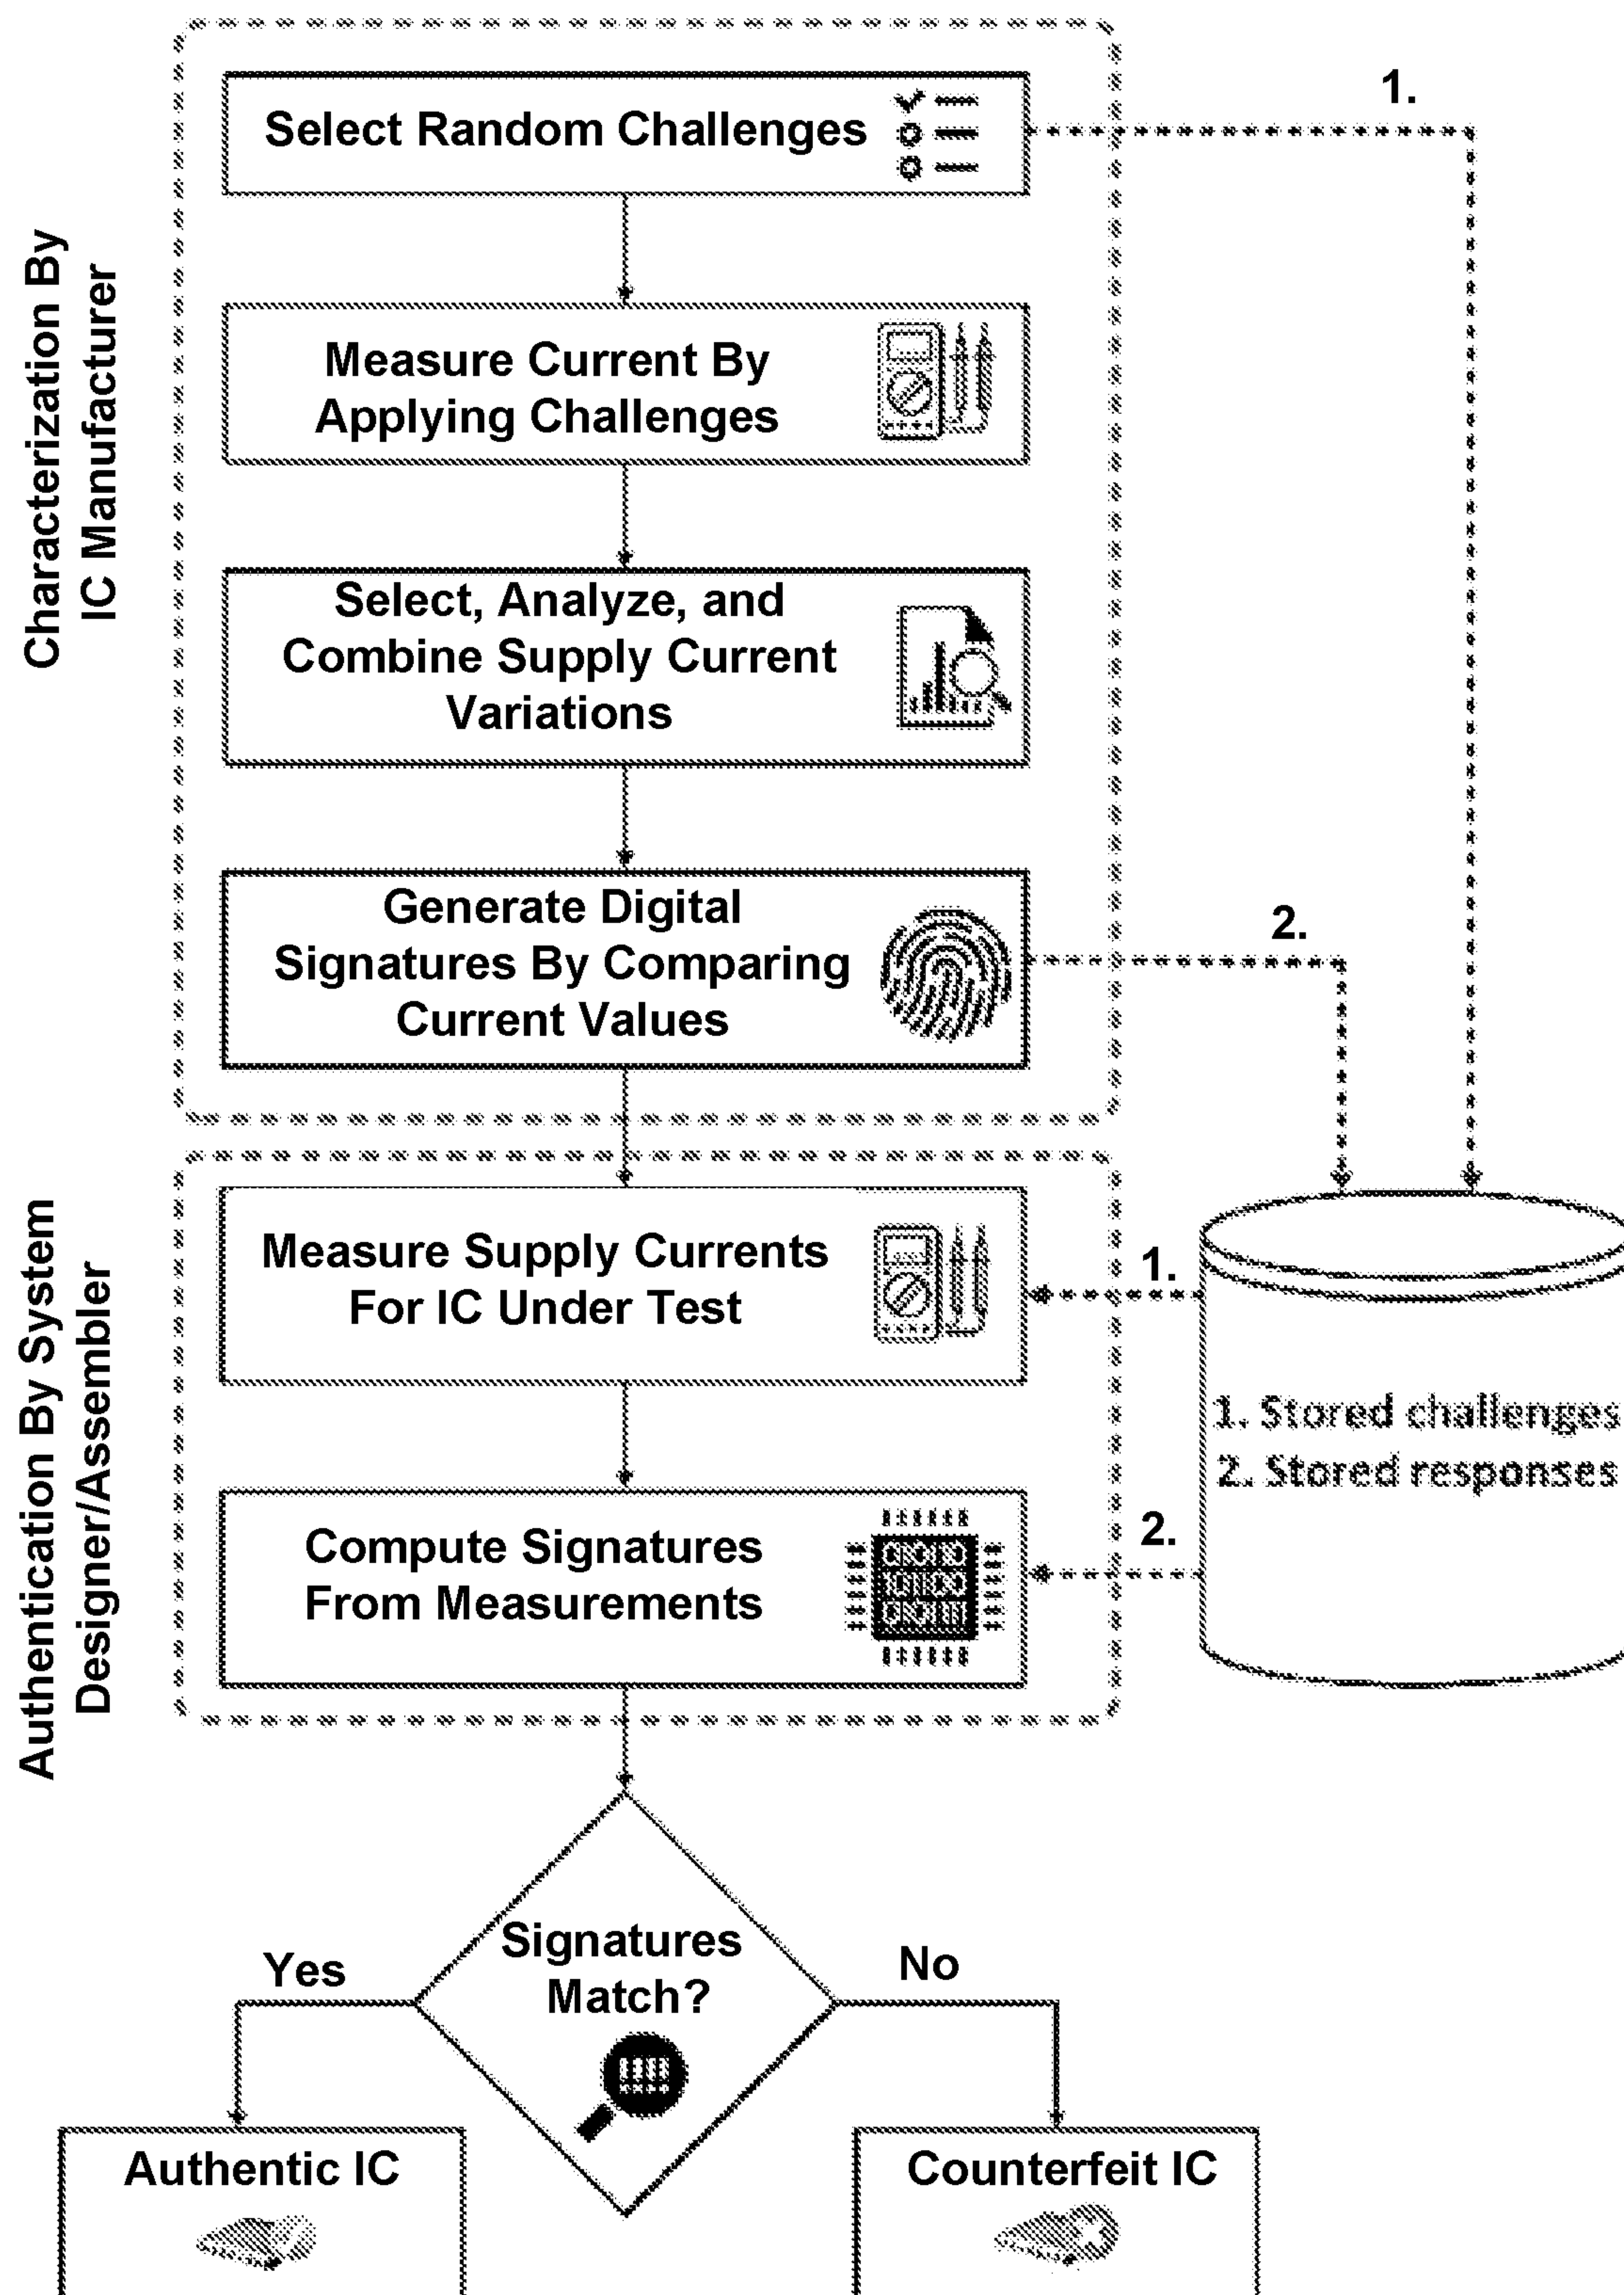 Characterization By
IC Manufacturer
Select Random Challenges
1.
Measure Current By
Applying Challenges
Select, Analyze, and
Combine Supply Current
Variations
Generate Digital
Signatures By Comparing
Current Values
2.
Authentication By System
Designer/Assembler
Measure Supply Currents
For IC Under Test
1.
1. Stored challenges
2. Stored responses
Compute Signatures
From Measurements
2.
Signatures
Match?
Yes
No
Authentic IC
Counterfeit IC